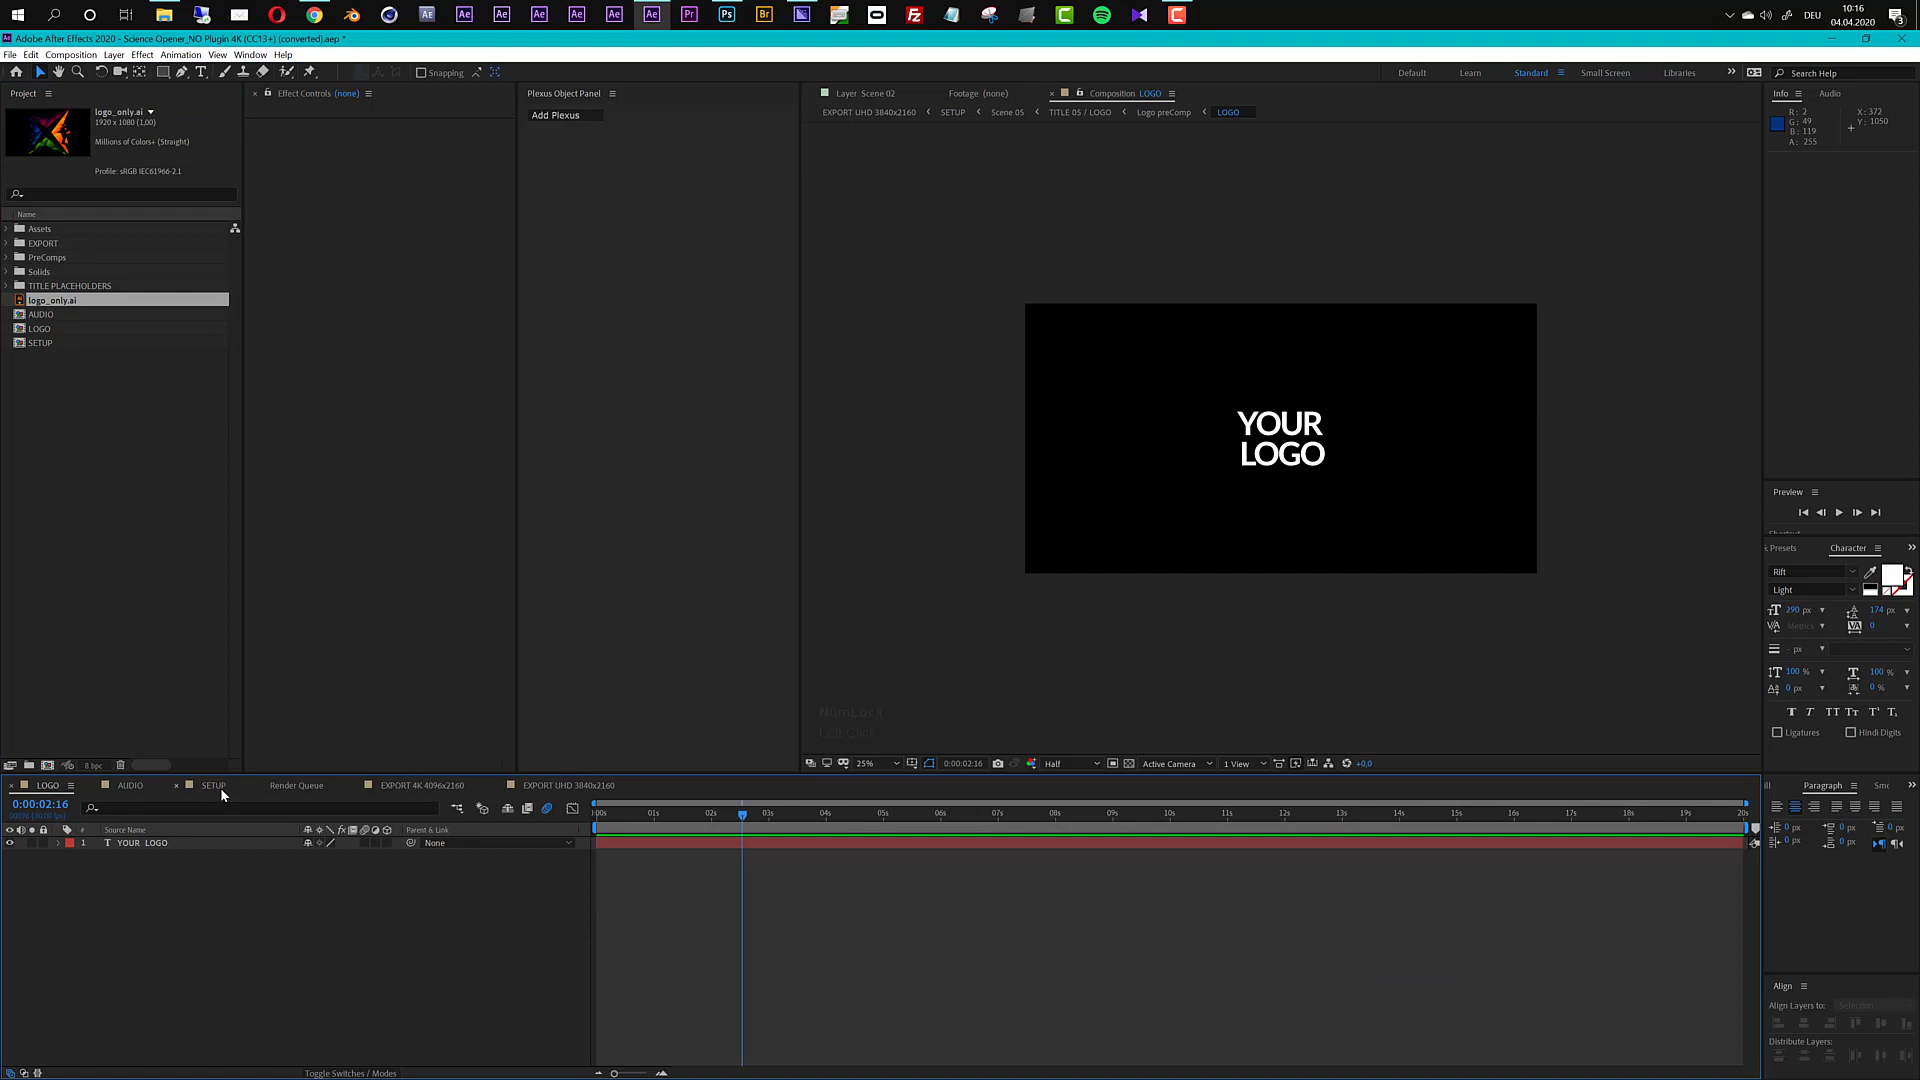 DEU
10:16
04.04.2020
Adobe After Effects 2020 - Science Opener_NO Plugin 4K (CC13+) (converted).aep *
File Edit Composition Layer Effect Animation View Window Help
Snapping
Default Learn Standard Small Screen Libraries
Search Help
Project
logo_only.ai
1920 x 1080 (1,00)
Millions of Colors+ (Straight)
Profile: sRGB IEC61966-2.1
Name
Assets
EXPORT
PreComps
Solids
TITLE PLACEHOLDERS
logo_only.ai
AUDIO
LOGO
SETUP
8 bpc
Effect Controls (none)
Plexus Object Panel
Add Plexus
Layer Scene 02 Footage (none) Composition LOGO
EXPORT UHD 3840x2160 SETUP Scene 05 TITLE 05 / LOGO Logo preComp LOGO
YOUR
LOGO
NumLock
Left Click
25% 0:00:02:16 Half Active Camera 1 View +0,0
Info Audio
R: 2
G: 49
B: 119
A: 255
X: 372
Y: 1050
Preview
Presets Character
Rift
Light
290 px 174 px
Metrics 0
- px
100 % 100 %
0 px 0 %
Ligatures Hindi Digits
Paragraph
0 px 0 px 0 px
0 px 0 px
Align
Align Layers to: Selection
Distribute Layers:
LOGO AUDIO SETUP Render Queue EXPORT 4K 4096x2160 EXPORT UHD 3840x2160
0:00:02:16
00076 (30.00 fps)
# Source Name Parent & Link
1 YOUR LOGO None
:00s 01s 02s 03s 04s 05s 06s 07s 08s 09s 10s 11s 12s 13s 14s 15s 16s 17s 18s 19s 20s
Toggle Switches / Modes